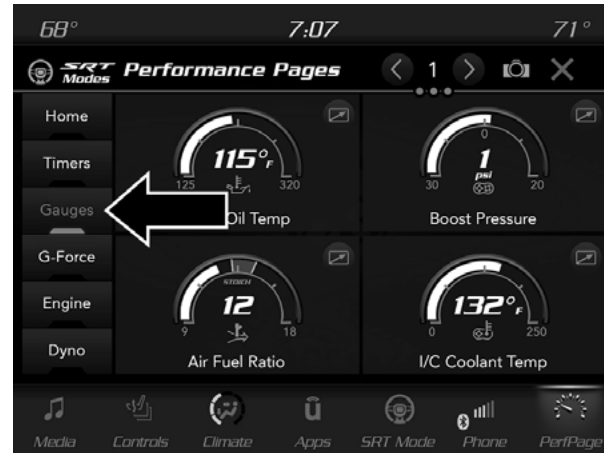 68° 7:07 71°
SRT Modes Performance Pages 1
Home
Timers
Gauges
G-Force
Engine
Dyno
115°F
125 320
Oil Temp
0
1
psi
30 20
Boost Pressure
STOICH
12
9 18
Air Fuel Ratio
132°F
0 250
I/C Coolant Temp
Media Controls Climate Apps SRT Mode Phone PerfPage